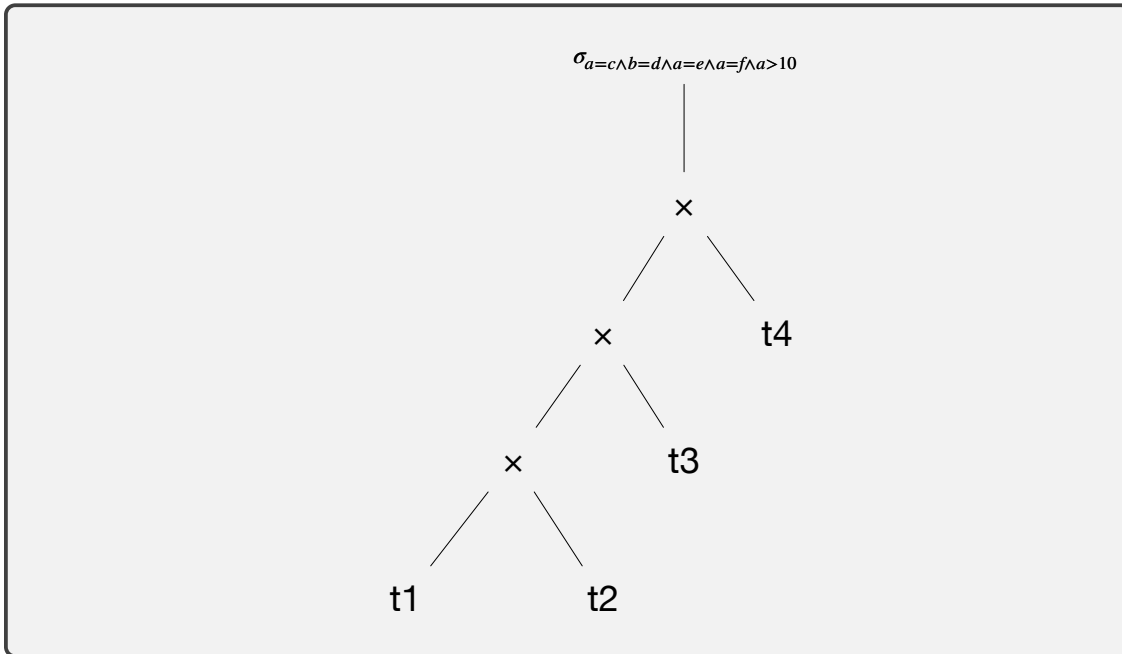 σa=c∧b=d∧a=e∧a=f∧a>10
×
× t4
× t3
t1 t2